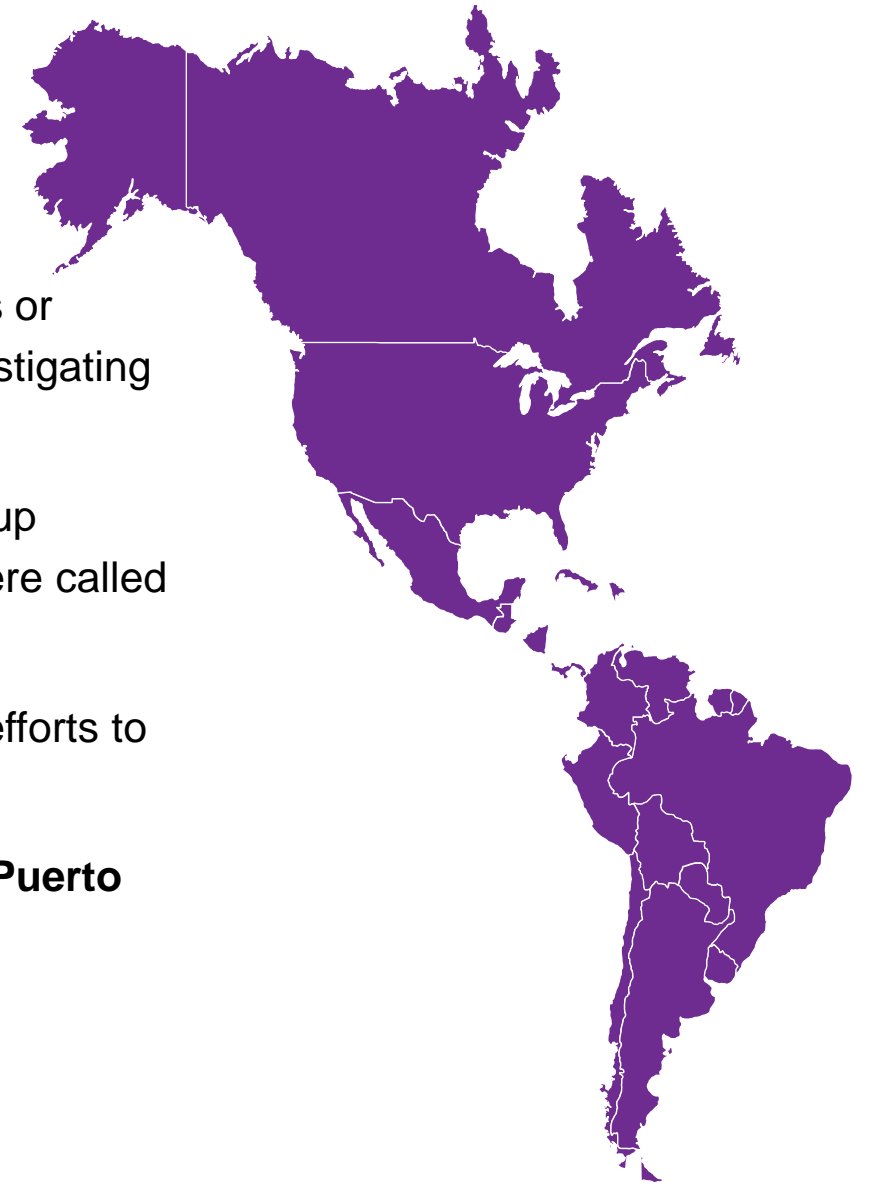 s or
stigating
up
ere called
efforts to
Puerto